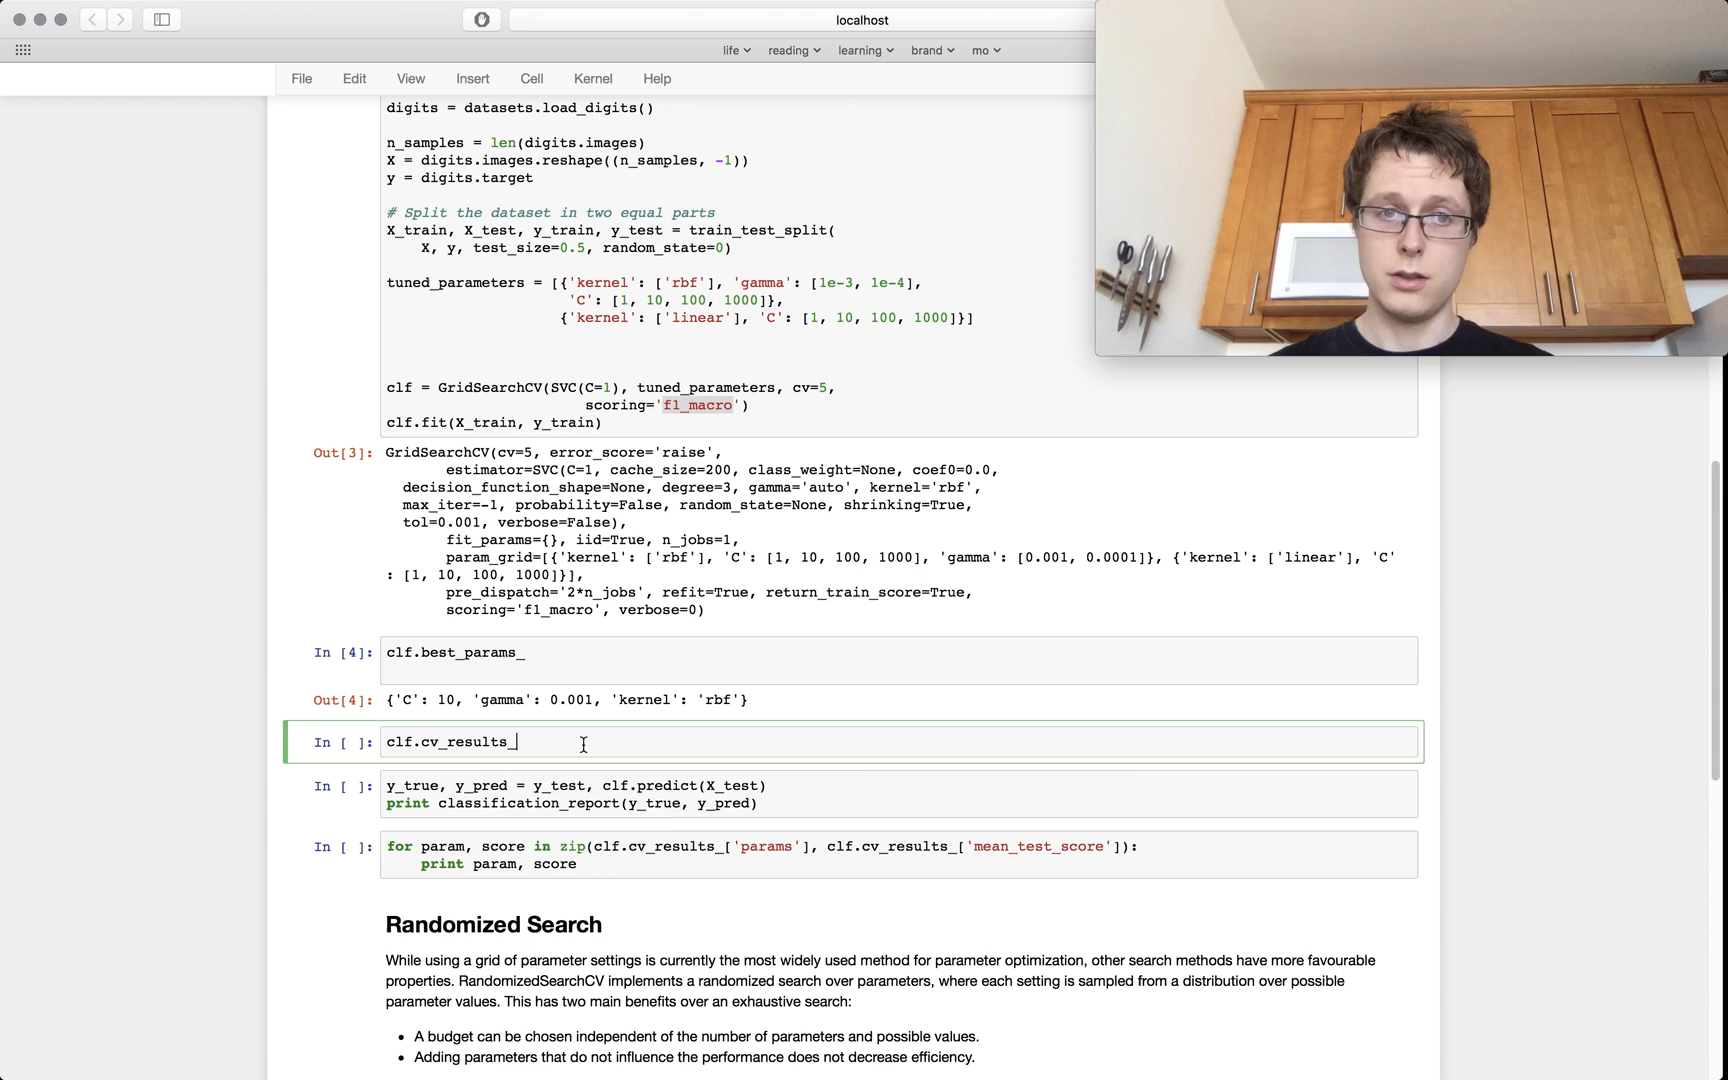 localhost
life reading learning brand mo
File Edit View Insert Cell Kernel Help
digits = datasets.load_digits()
n_samples = len(digits.images)
X = digits.images.reshape((n_samples, -1))
y = digits.target
# Split the dataset in two equal parts
X_train, X_test, y_train, y_test = train_test_split(
X, y, test_size=0.5, random_state=0)
tuned_parameters = [{'kernel': ['rbf'], 'gamma': [1e-3, 1e-4],
'C': [1, 10, 100, 1000]},
{'kernel': ['linear'], 'C': [1, 10, 100, 1000]}]
clf = GridSearchCV(SVC(C=1), tuned_parameters, cv=5,
scoring='f1_macro')
clf.fit(X_train, y_train)
Out[3]: GridSearchCV(cv=5, error_score='raise',
estimator=SVC(C=1, cache_size=200, class_weight=None, coef0=0.0,
decision_function_shape=None, degree=3, gamma='auto', kernel='rbf',
max_iter=-1, probability=False, random_state=None, shrinking=True,
tol=0.001, verbose=False),
fit_params={}, iid=True, n_jobs=1,
param_grid=[{'kernel': ['rbf'], 'C': [1, 10, 100, 1000], 'gamma': [0.001, 0.0001]}, {'kernel': ['linear'], 'C'
: [1, 10, 100, 1000]}],
pre_dispatch='2*n_jobs', refit=True, return_train_score=True,
scoring='f1_macro', verbose=0)
In [4]: clf.best_params_
Out[4]: {'C': 10, 'gamma': 0.001, 'kernel': 'rbf'}
In [ ]: clf.cv_results_
In [ ]: y_true, y_pred = y_test, clf.predict(X_test)
print classification_report(y_true, y_pred)
In [ ]: for param, score in zip(clf.cv_results_['params'], clf.cv_results_['mean_test_score']):
print param, score
Randomized Search
While using a grid of parameter settings is currently the most widely used method for parameter optimization, other search methods have more favourable
properties. RandomizedSearchCV implements a randomized search over parameters, where each setting is sampled from a distribution over possible
parameter values. This has two main benefits over an exhaustive search:
• A budget can be chosen independent of the number of parameters and possible values.
• Adding parameters that do not influence the performance does not decrease efficiency.